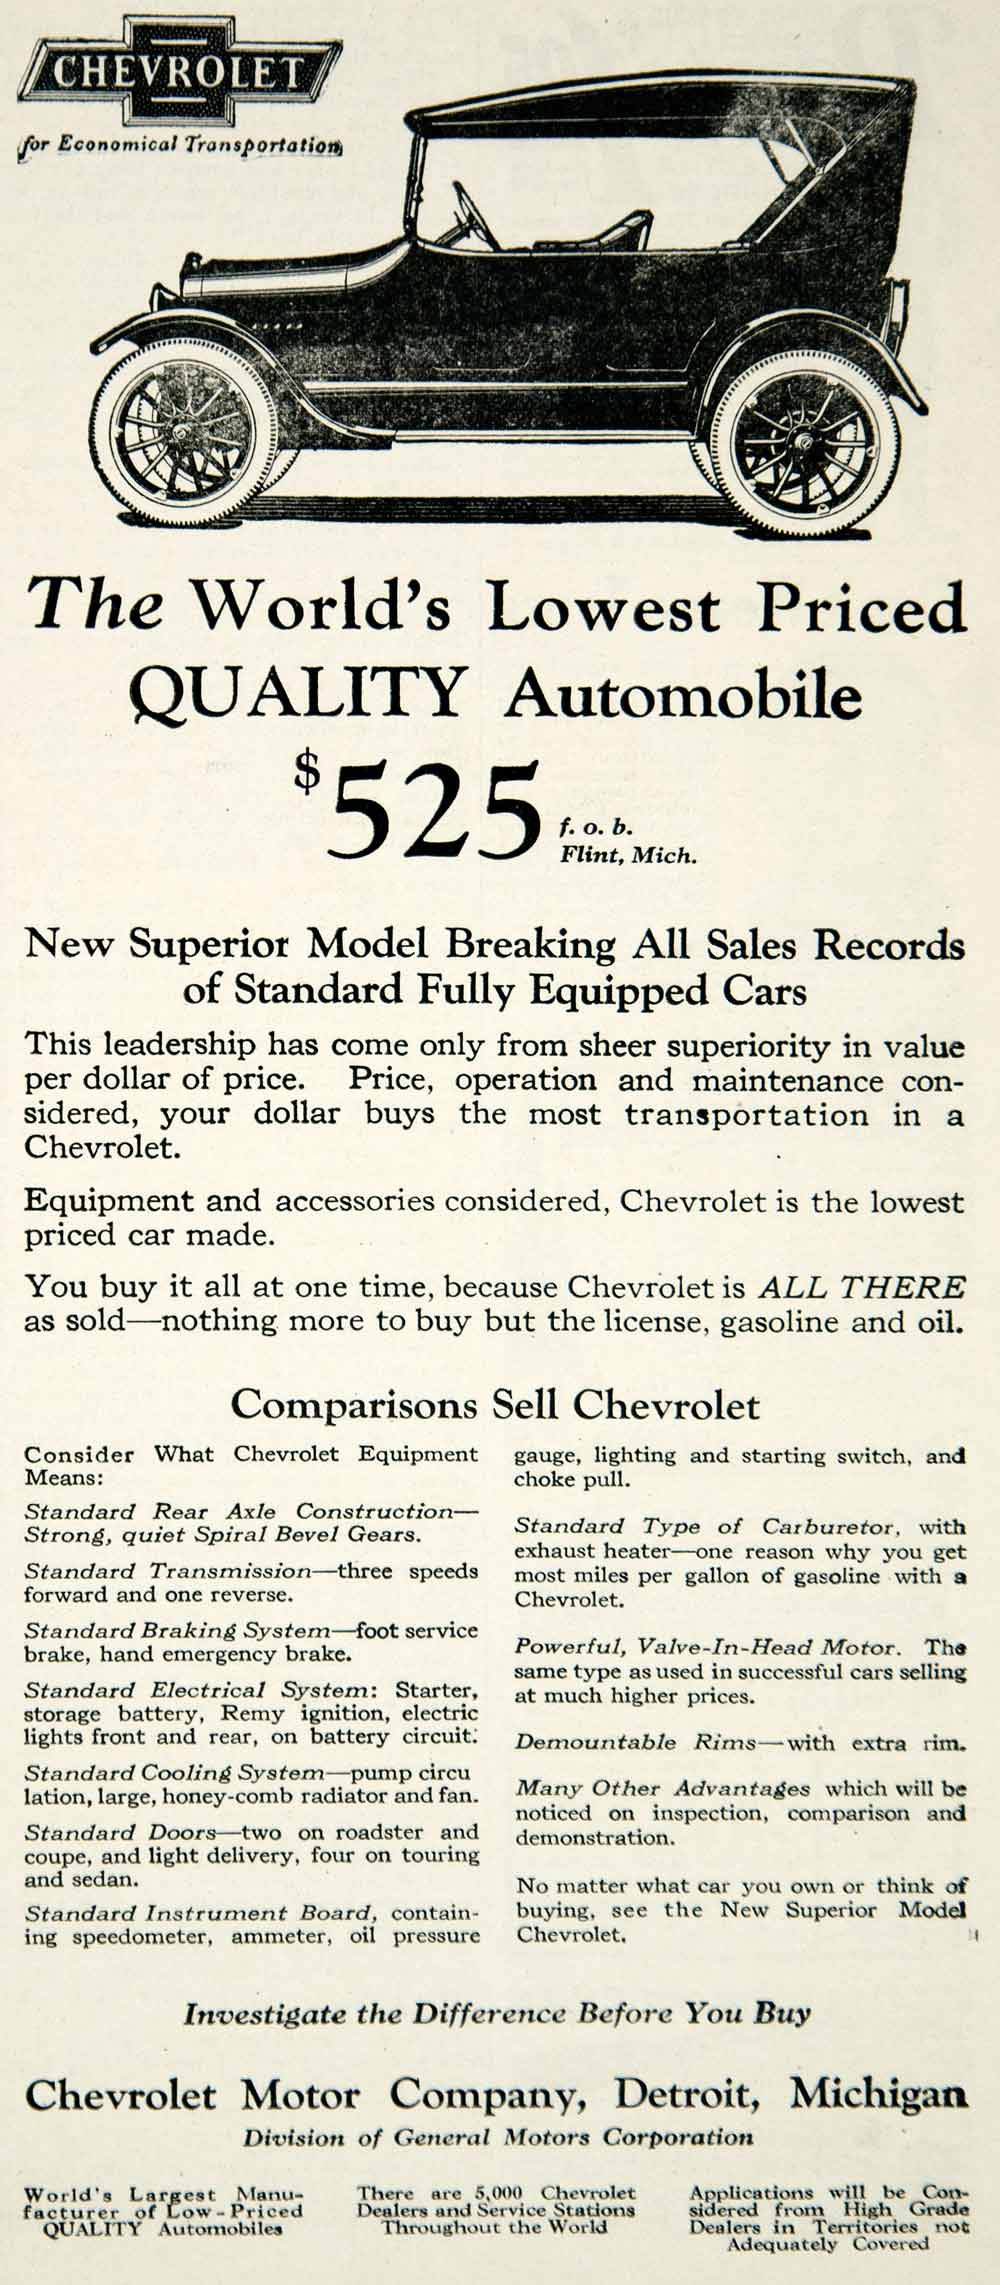 CHEVROLET
for Economical Transportation
The World's Lowest Priced
QUALITY Automobile
$525 f. o. b.
Flint, Mich.
New Superior Model Breaking All Sales Records
of Standard Fully Equipped Cars
This leadership has come only from sheer superiority in value
per dollar of price. Price, operation and maintenance con-
sidered, your dollar buys the most transportation in a
Chevrolet.
Equipment and accessories considered, Chevrolet is the lowest
priced car made.
You buy it all at one time, because Chevrolet is ALL THERE
as sold—nothing more to buy but the license, gasoline and oil.
Comparisons Sell Chevrolet
Consider What Chevrolet Equipment
Means:
Standard Rear Axle Construction—
Strong, quiet Spiral Bevel Gears.
Standard Transmission—three speeds
forward and one reverse.
Standard Braking System—foot service
brake, hand emergency brake.
Standard Electrical System: Starter,
storage battery, Remy ignition, electric
lights front and rear, on battery circuit.
Standard Cooling System—pump circu
lation, large, honey-comb radiator and fan.
Standard Doors—two on roadster and
coupe, and light delivery, four on touring
and sedan.
Standard Instrument Board, contain-
ing speedometer, ammeter, oil pressure
gauge, lighting and starting switch, and
choke pull.
Standard Type of Carburetor, with
exhaust heater—one reason why you get
most miles per gallon of gasoline with a
Chevrolet.
Powerful, Valve-In-Head Motor. The
same type as used in successful cars selling
at much higher prices.
Demountable Rims—with extra rim.
Many Other Advantages which will be
noticed on inspection, comparison and
demonstration.
No matter what car you own or think of
buying, see the New Superior Model
Chevrolet.
Investigate the Difference Before You Buy
Chevrolet Motor Company, Detroit, Michigan
Division of General Motors Corporation
World's Largest Manu-
facturer of Low-Priced
QUALITY Automobiles
There are 5,000 Chevrolet
Dealers and Service Stations
Throughout the World
Applications will be Con-
sidered from High Grade
Dealers in Territories not
Adequately Covered